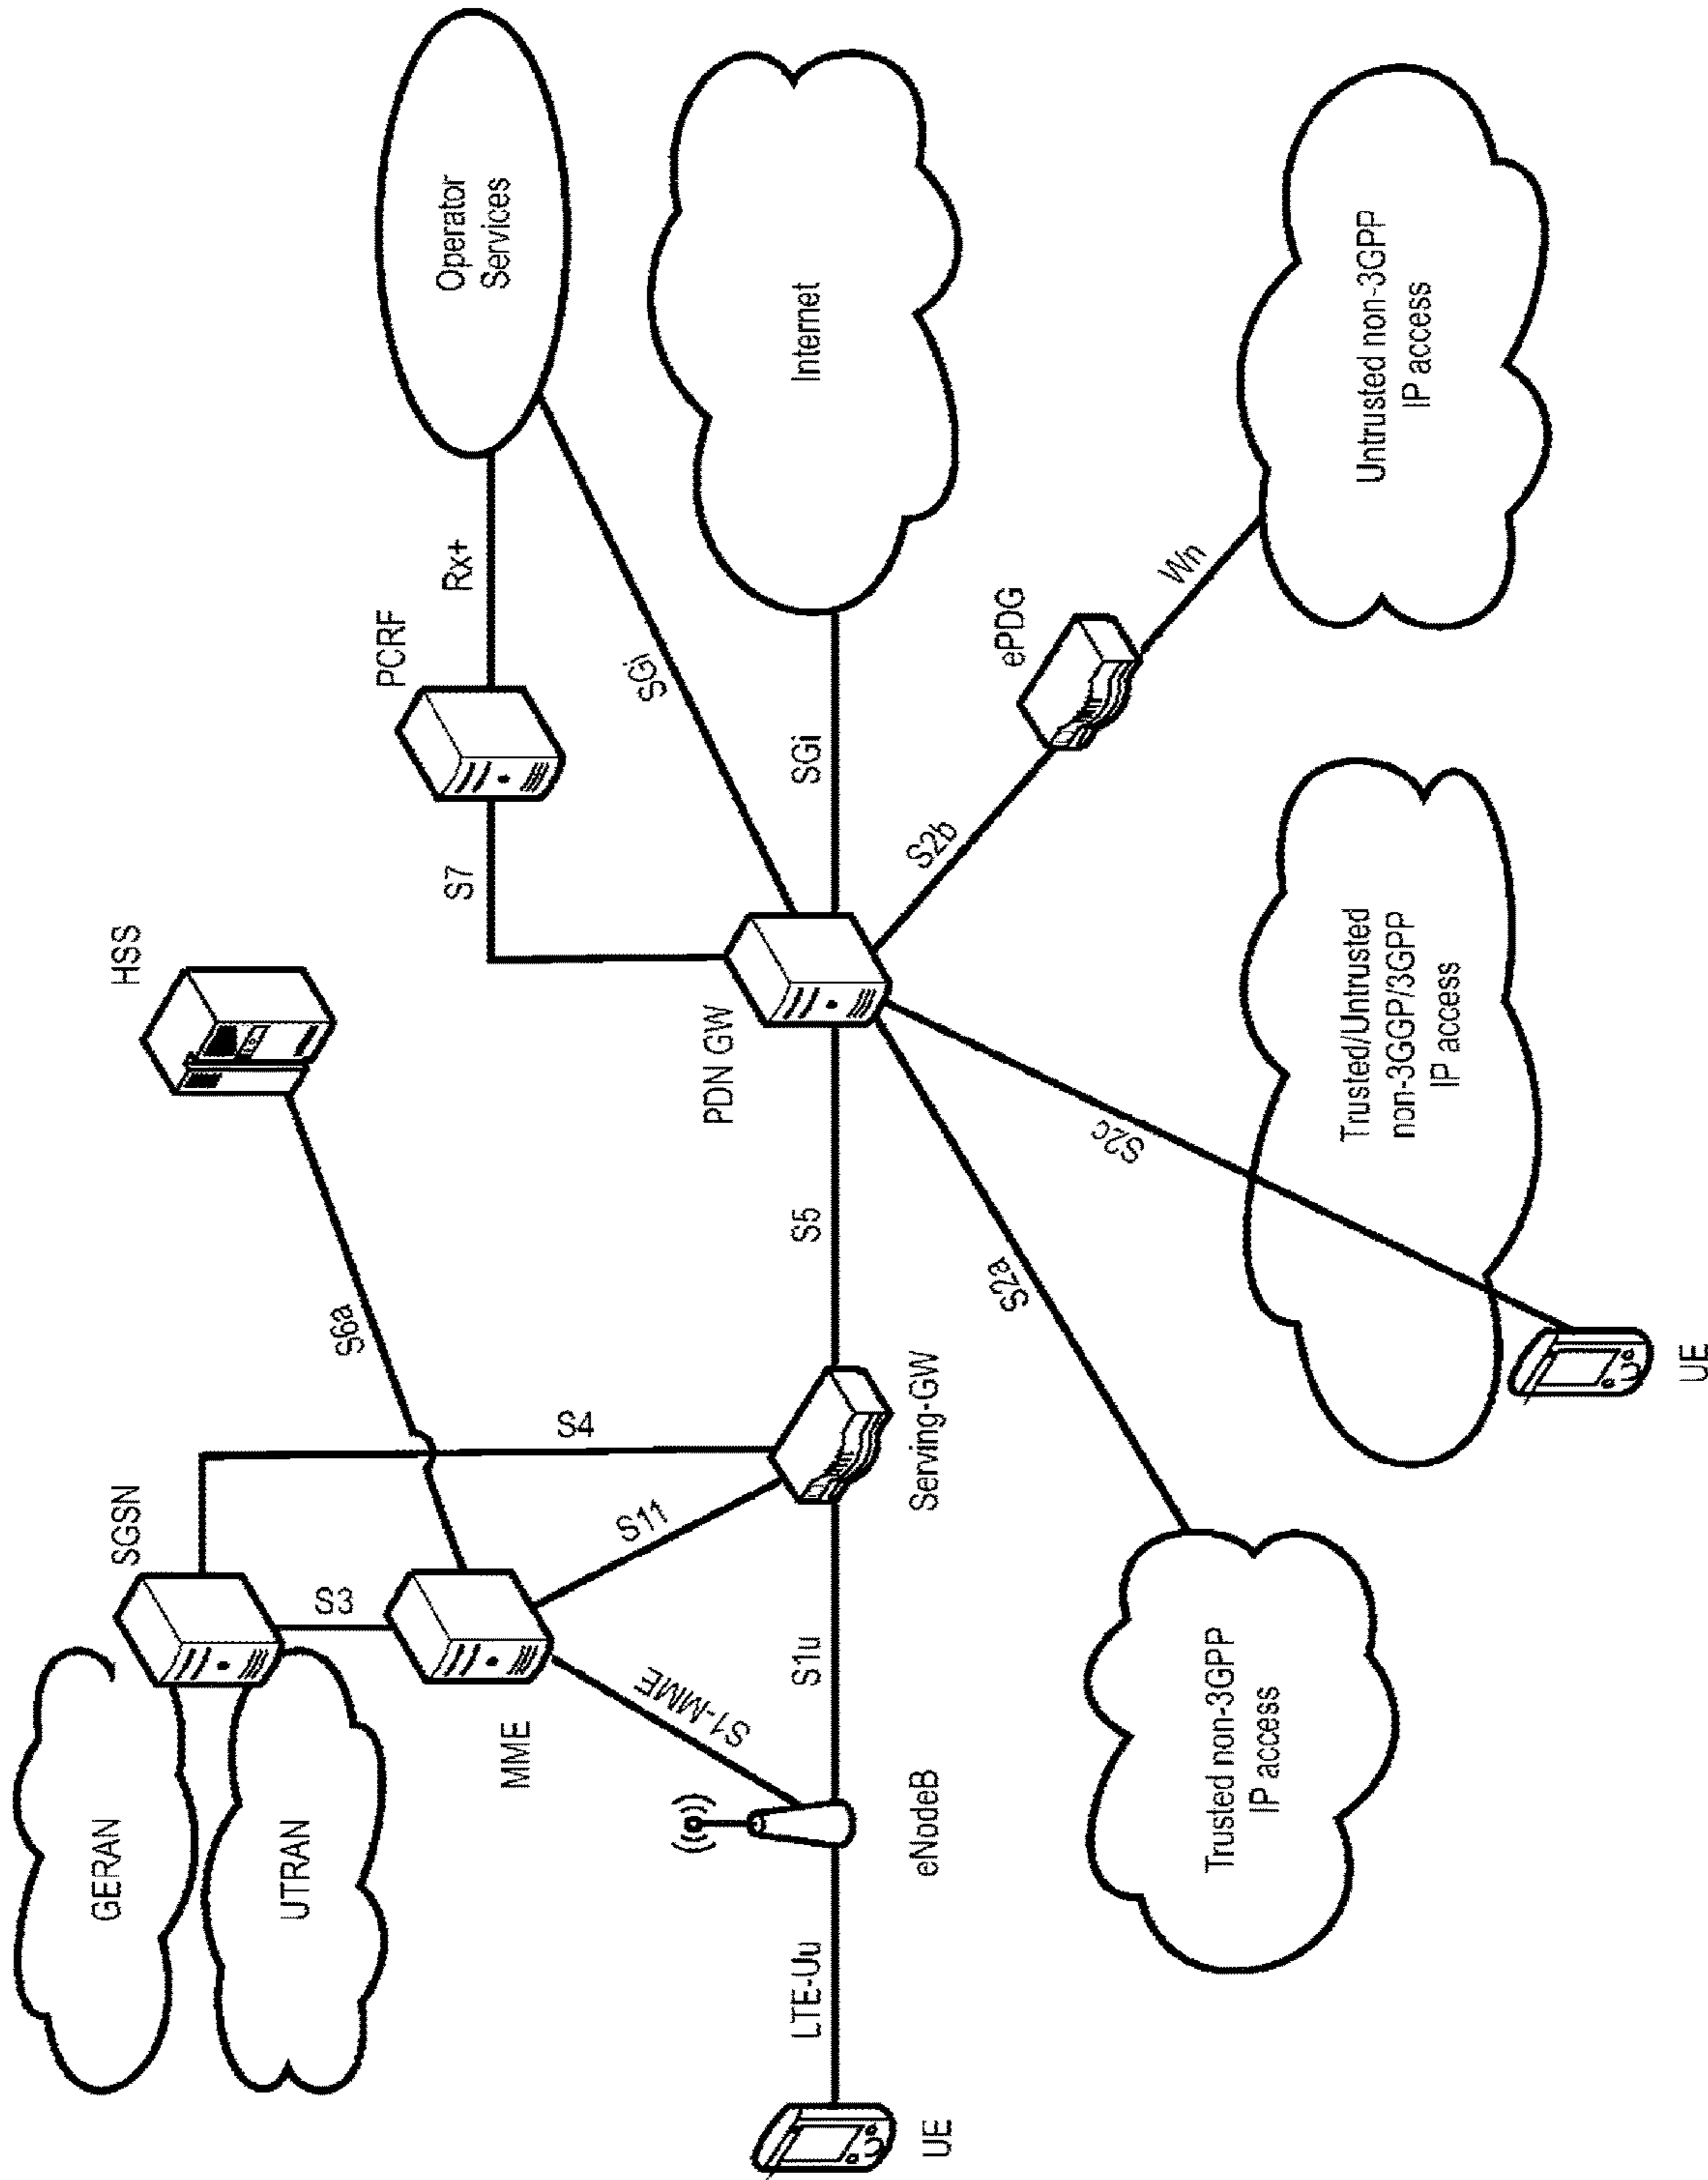 GERAN
UTRAN
SGSN
HSS
S3
S6a
S4
MME
S11
S1-MME
PCRF
S7
Rx+
Operator
Services
SGi
Internet
SGi
UE
LTE-Uu
eNodeB
S1u
Serving-GW
S5
PDN GW
S2b
ePDG
Wn
S2a
S2c
Trusted non-3GPP
IP access
UE
Trusted/Untrusted
non-3GGP/3GPP
IP access
Untrusted non-3GPP
IP access